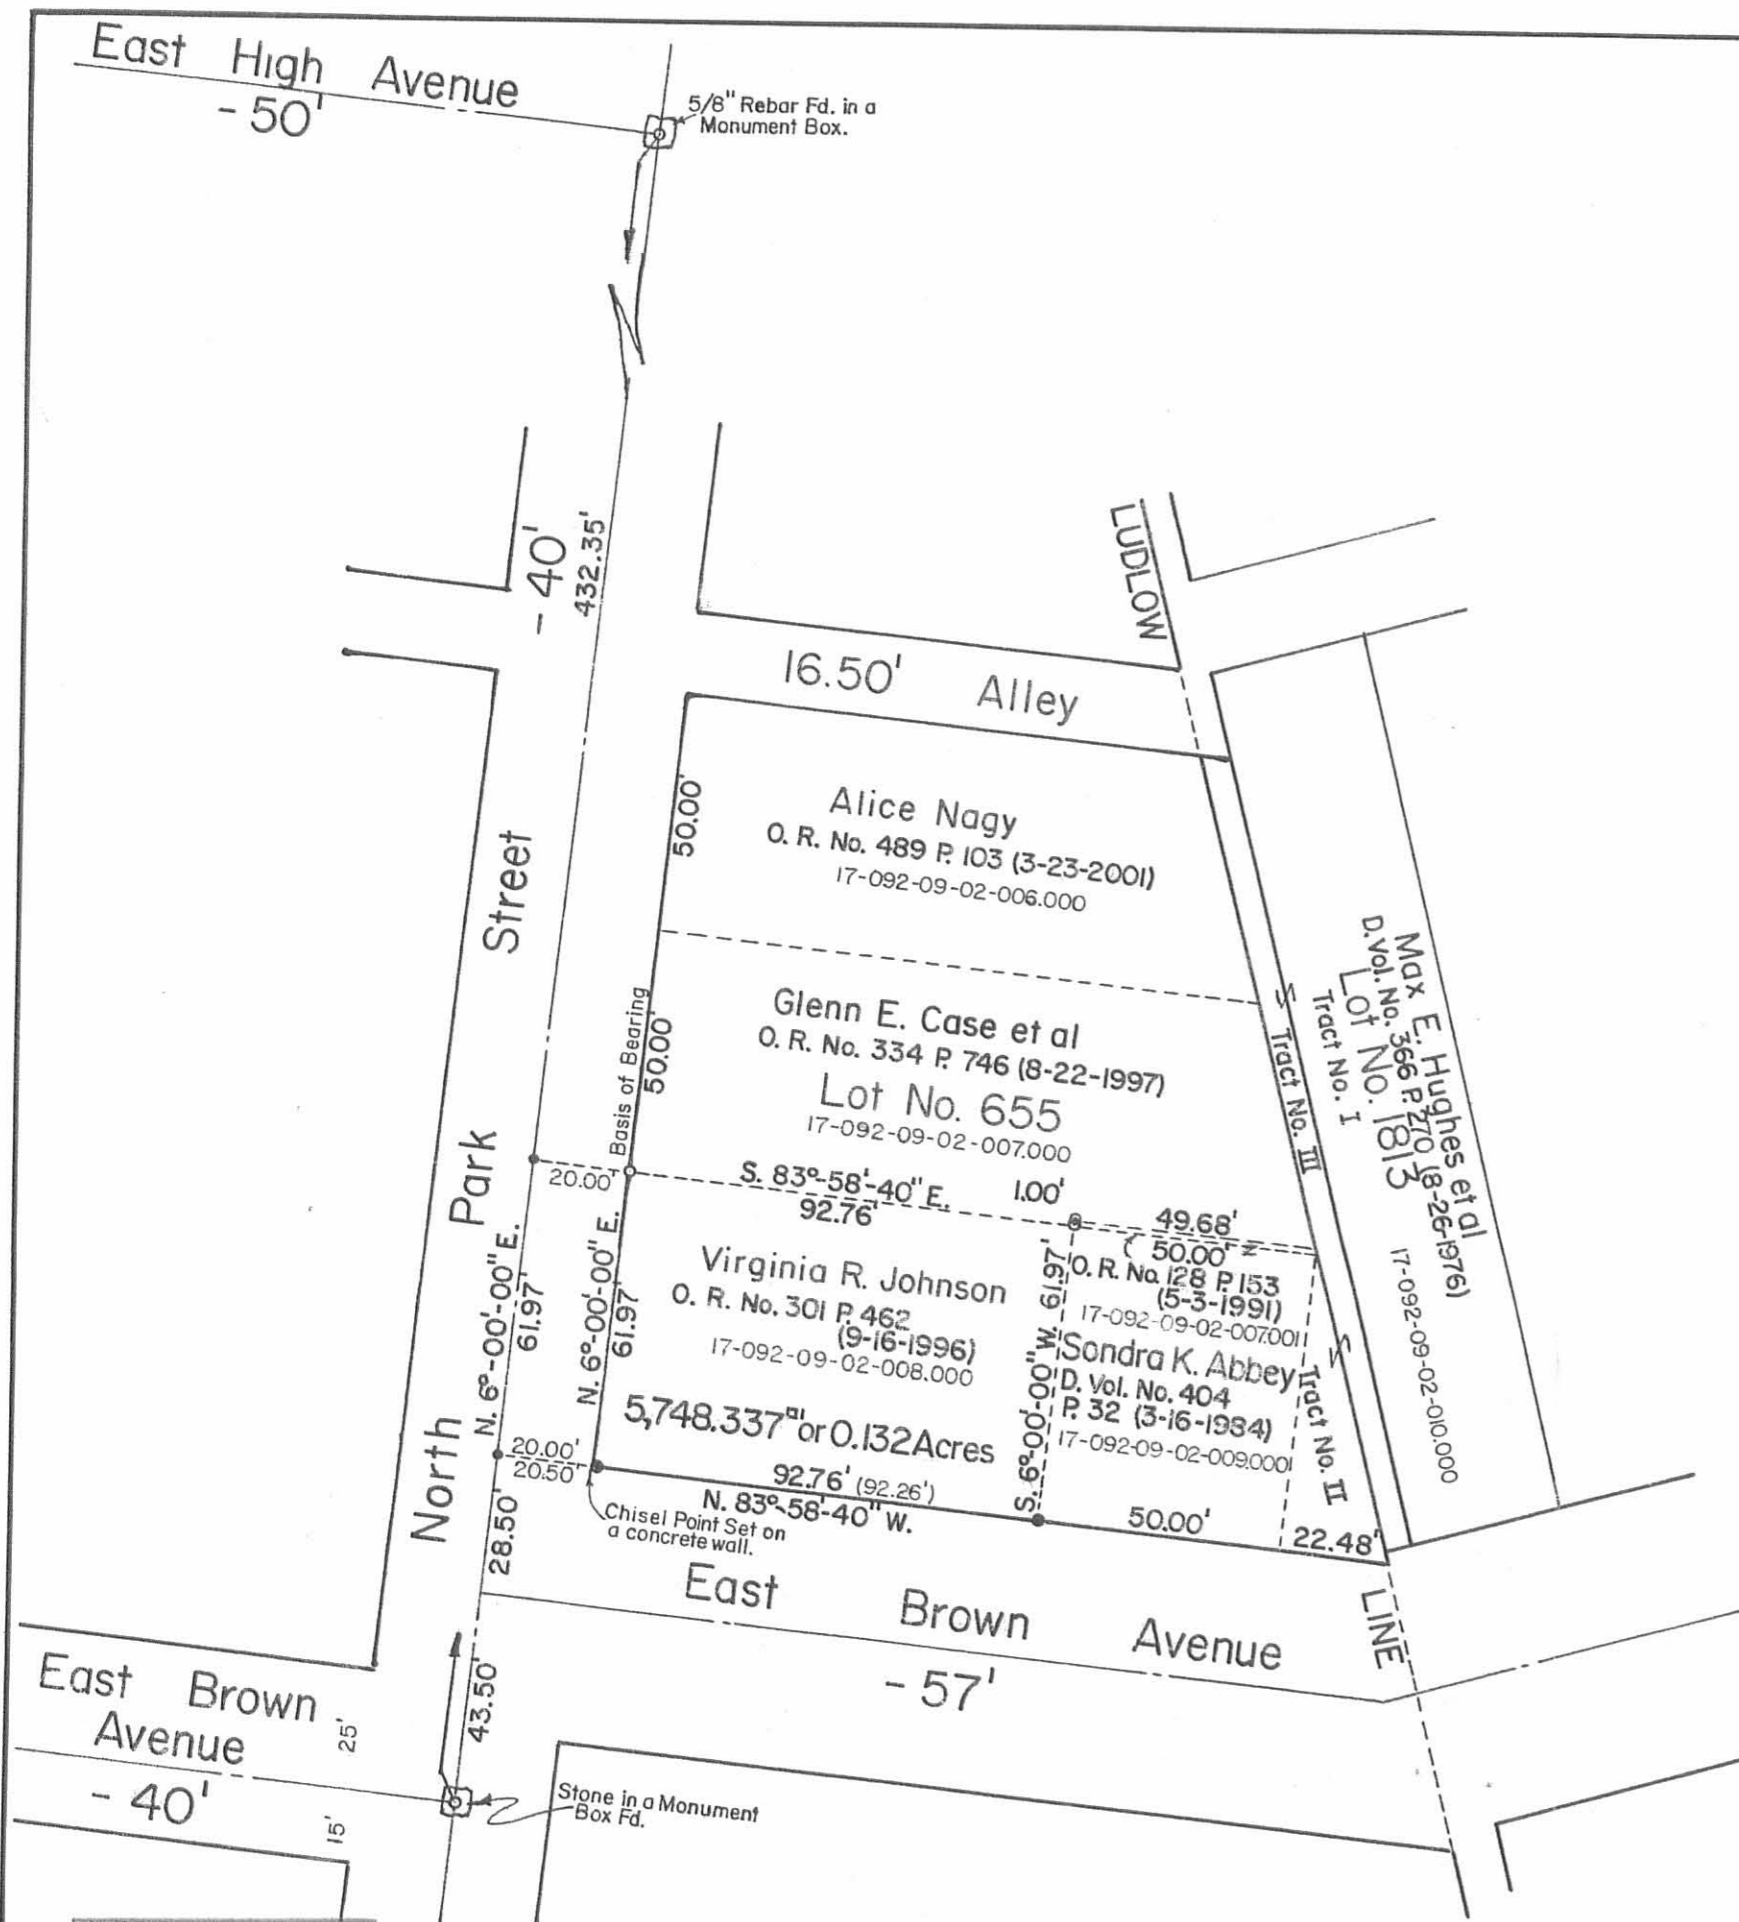 East High Avenue
- 50'
5/8" Rebar Fd. in a
Monument Box.
- 40'
432.35'
LUDLOW
16.50' Alley
50.00'
Alice Nagy
O. R. No. 489 P. 103 (3-23-2001)
17-092-09-02-006.000
North Park Street
Basis of Bearing
50.00'
Glenn E. Case et al
O. R. No. 334 P. 746 (8-22-1997)
Lot No. 655
17-092-09-02-007.000
Tract No. III
Tract No. I
Lot No. 1813
D. Vol. No. 366 P. 270 (8-26-1976)
Max E. Hughes et al
17-092-09-02-010.000
20.00'
S. 83°-58'-40" E.
92.76'
1.00'
49.68'
50.00'
N. 6°-00'-00" E.
61.97'
N. 6°-00'-00" E.
61.97'
Virginia R. Johnson
O. R. No. 301 P. 462
(9-16-1996)
17-092-09-02-008.000
5,748.337 or 0.132 Acres
S. 6°-00'-00" W. 61.97'
O. R. No. 128 P. 153
(5-3-1991)
17-092-09-02-007.001
Sondra K. Abbey
D. Vol. No. 404
P. 32 (3-16-1984)
17-092-09-02-009.000
Tract No. II
20.00'
20.50'
92.76' (92.26')
N. 83°-58'-40" W.
50.00'
22.48'
Chisel Point Set on
a concrete wall.
28.50'
East Brown Avenue
- 57'
LINE
43.50'
East Brown
Avenue
- 40'
25'
15'
Stone in a Monument
Box Fd.